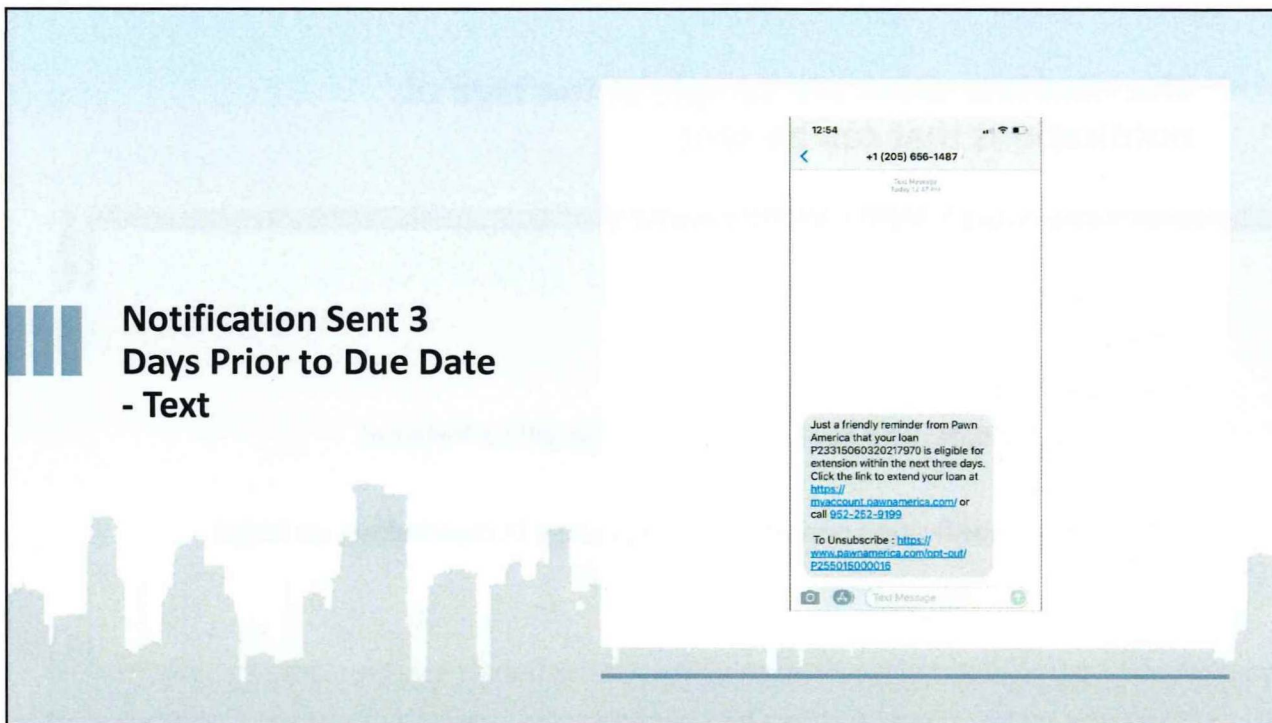 Notification Sent 3
Days Prior to Due Date
- Text
12:54
+1 (205) 656-1487
Text Message
Just a friendly reminder from Pawn
America that your loan
P23315060320217970 is eligible for
extension within the next three days.
Click the link to extend your loan at
https://
myaccount.pawnamerica.com/ or
call 952-252-9199
To Unsubscribe : https://
www.pawnamerica.com/opt-out/
P255015000016
Text Message